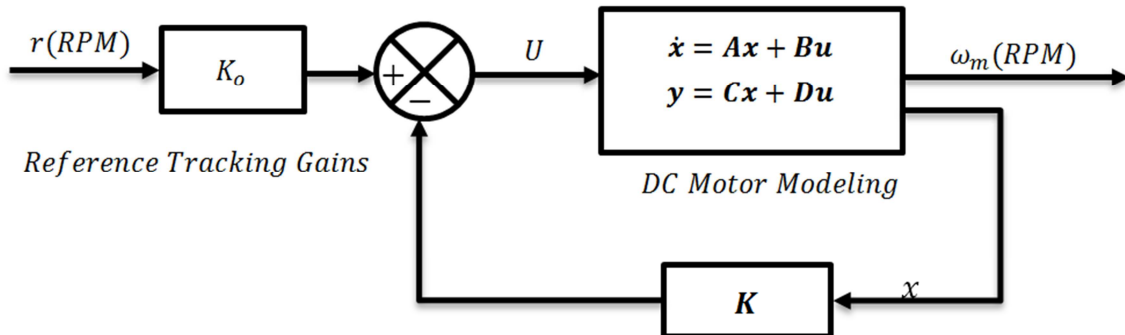 r(RPM)
K_o
+
−
U
ẋ = Ax + Bu
y = Cx + Du
ω_m(RPM)
Reference Tracking Gains
DC Motor Modeling
K
x